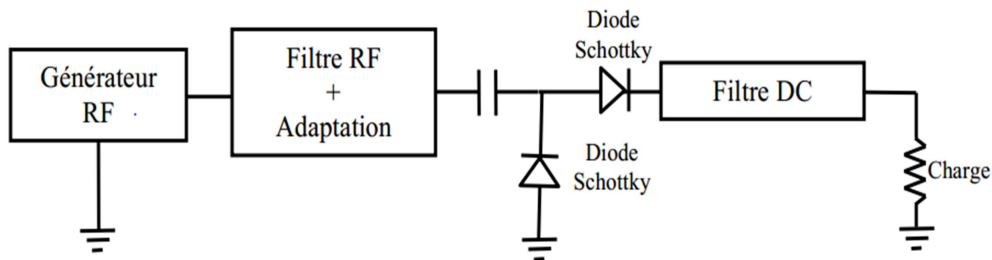 Générateur
RF
Filtre RF
+
Adaptation
Diode
Schottky
Diode
Schottky
Filtre DC
Charge